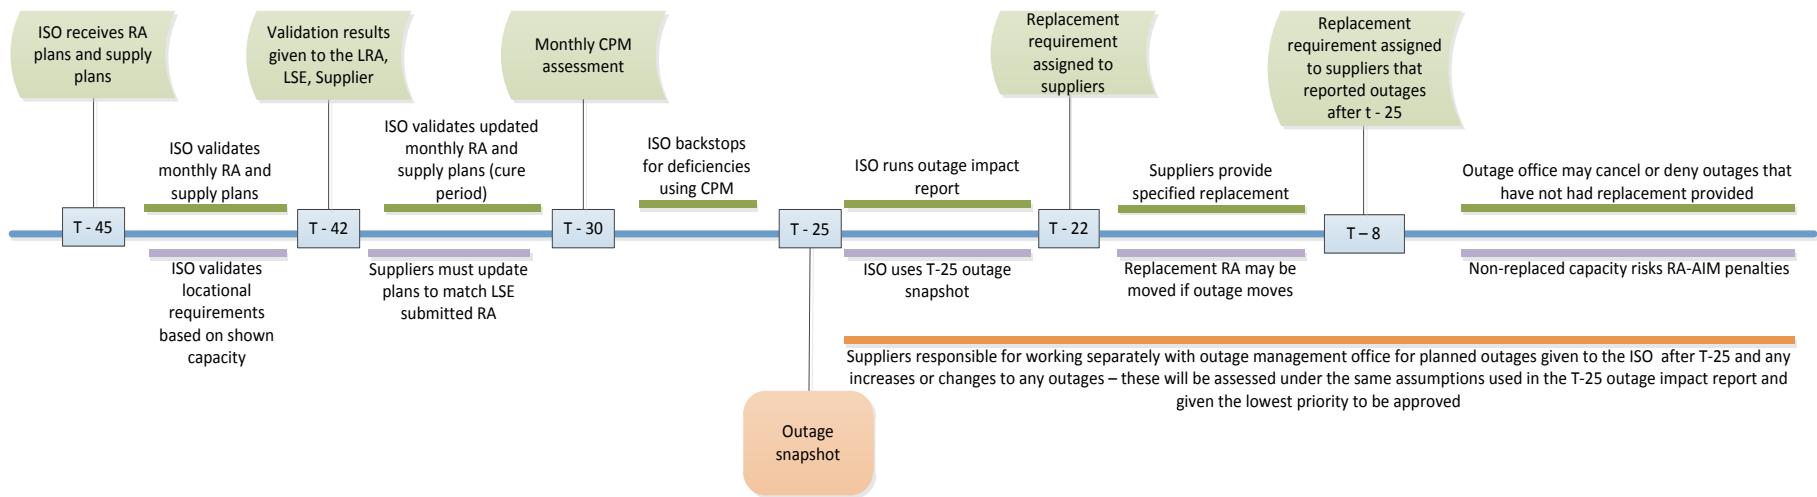 ISO receives RA
plans and supply
plans
Validation results
given to the LRA,
LSE, Supplier
Monthly CPM
assessment
Replacement
requirement
assigned to
suppliers
Replacement
requirement assigned
to suppliers that
reported outages
after t - 25
ISO validates
monthly RA and
supply plans
ISO validates updated
monthly RA and
supply plans (cure
period)
ISO backstops
for deficiencies
using CPM
ISO runs outage impact
report
Suppliers provide
specified replacement
Outage office may cancel or deny outages that
have not had replacement provided
T - 45
T - 42
T - 30
T - 25
T - 22
T – 8
ISO validates
locational
requirements
based on shown
capacity
Suppliers must update
plans to match LSE
submitted RA
ISO uses T-25 outage
snapshot
Replacement RA may be
moved if outage moves
Non-replaced capacity risks RA-AIM penalties
Suppliers responsible for working separately with outage management office for planned outages given to the ISO  after T-25 and any
increases or changes to any outages – these will be assessed under the same assumptions used in the T-25 outage impact report and
given the lowest priority to be approved
Outage
snapshot